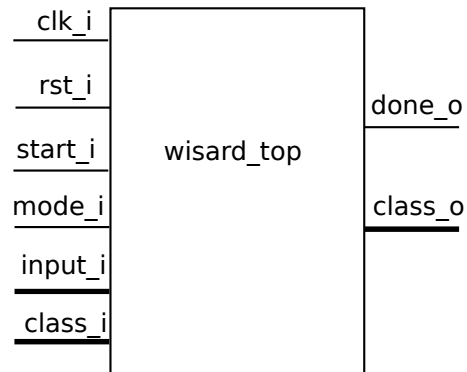 clk_i
rst_i
start_i
mode_i
input_i
class_i
wisard_top
done_o
class_o